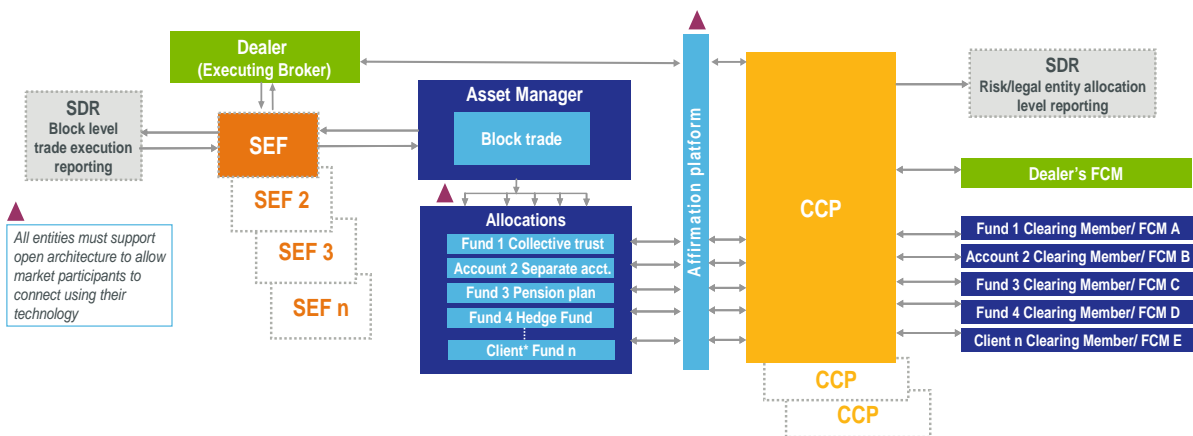 Dealer
(Executing Broker)
SDR
Block level
trade execution
reporting
SEF
SEF 2
SEF 3
SEF n
All entities must support
open architecture to allow
market participants to
connect using their
technology
Asset Manager
Block trade
Allocations
Fund 1 Collective trust
Account 2 Separate acct.
Fund 3 Pension plan
Fund 4 Hedge Fund
Client* Fund n
Affirmation platform
CCP
CCP
CCP
SDR
Risk/legal entity allocation
level reporting
Dealer's FCM
Fund 1 Clearing Member/ FCM A
Account 2 Clearing Member/ FCM B
Fund 3 Clearing Member/ FCM C
Fund 4 Clearing Member/ FCM D
Client n Clearing Member/ FCM E